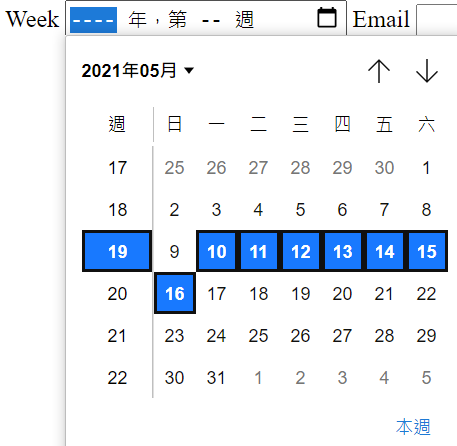 Week ---- 年，第 -- 週 Email
2021年05月
週 日 一 二 三 四 五 六
17 25 26 27 28 29 30 1
18 2 3 4 5 6 7 8
19 9 10 11 12 13 14 15
20 16 17 18 19 20 21 22
21 23 24 25 26 27 28 29
22 30 31 1 2 3 4 5
本週